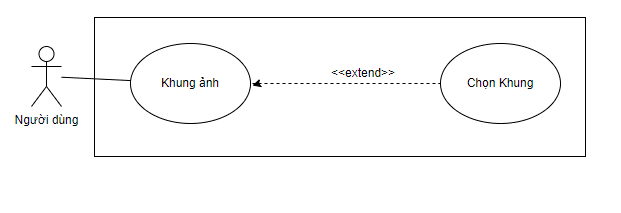 <<extend>>
Khung ảnh
Chọn Khung
Người dùng